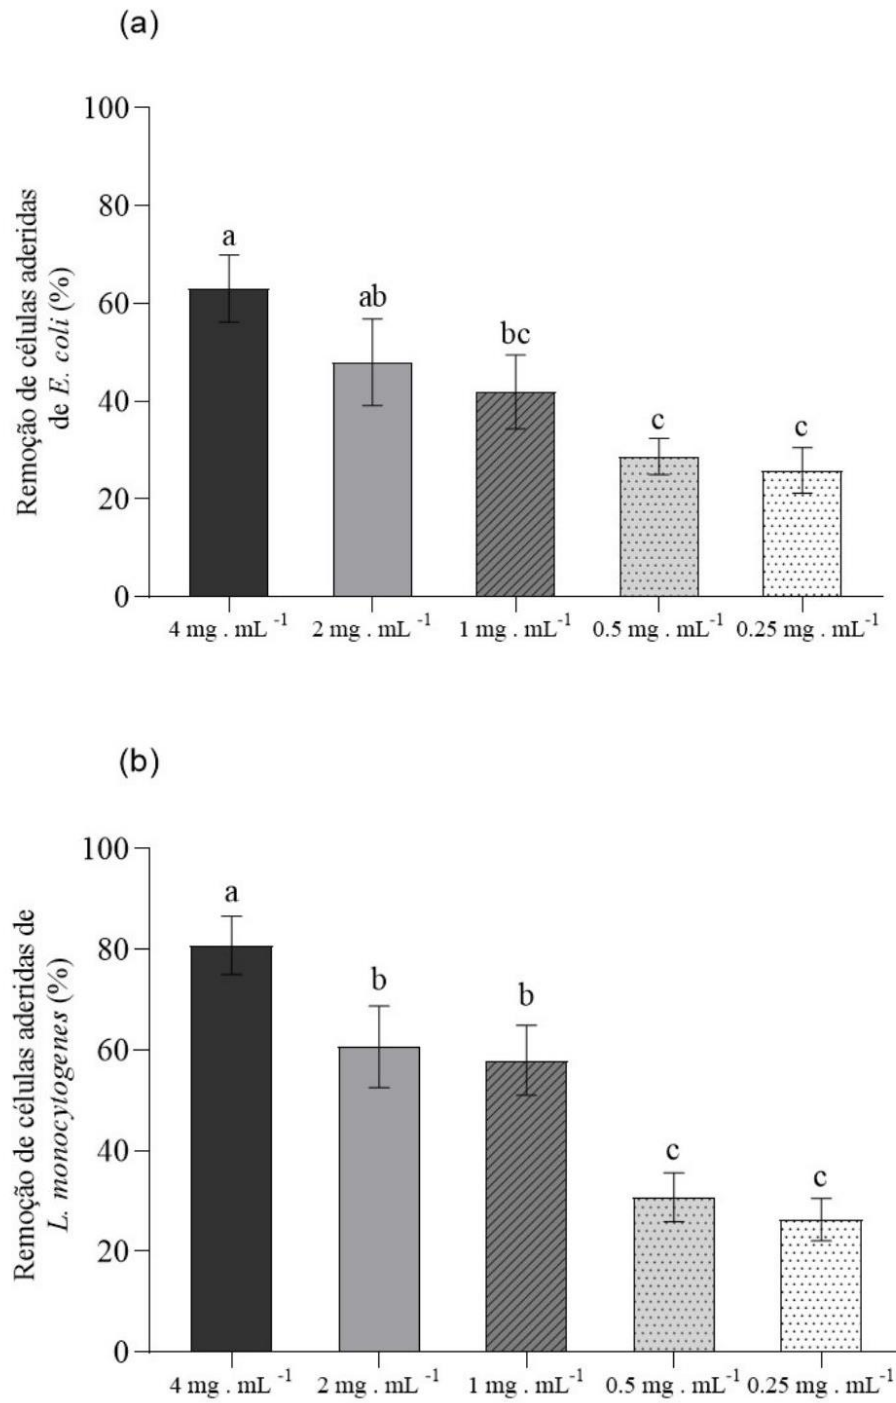 (a)
Remoção de células aderidas
de E. coli (%)
100
80
60
40
20
0
a
ab
bc
c
c
4 mg . mL⁻¹ 2 mg . mL⁻¹ 1 mg . mL⁻¹ 0.5 mg . mL⁻¹ 0.25 mg . mL⁻¹
(b)
Remoção de células aderidas de
L. monocytogenes (%)
100
80
60
40
20
0
a
b
b
c
c
4 mg . mL⁻¹ 2 mg . mL⁻¹ 1 mg . mL⁻¹ 0.5 mg . mL⁻¹ 0.25 mg . mL⁻¹